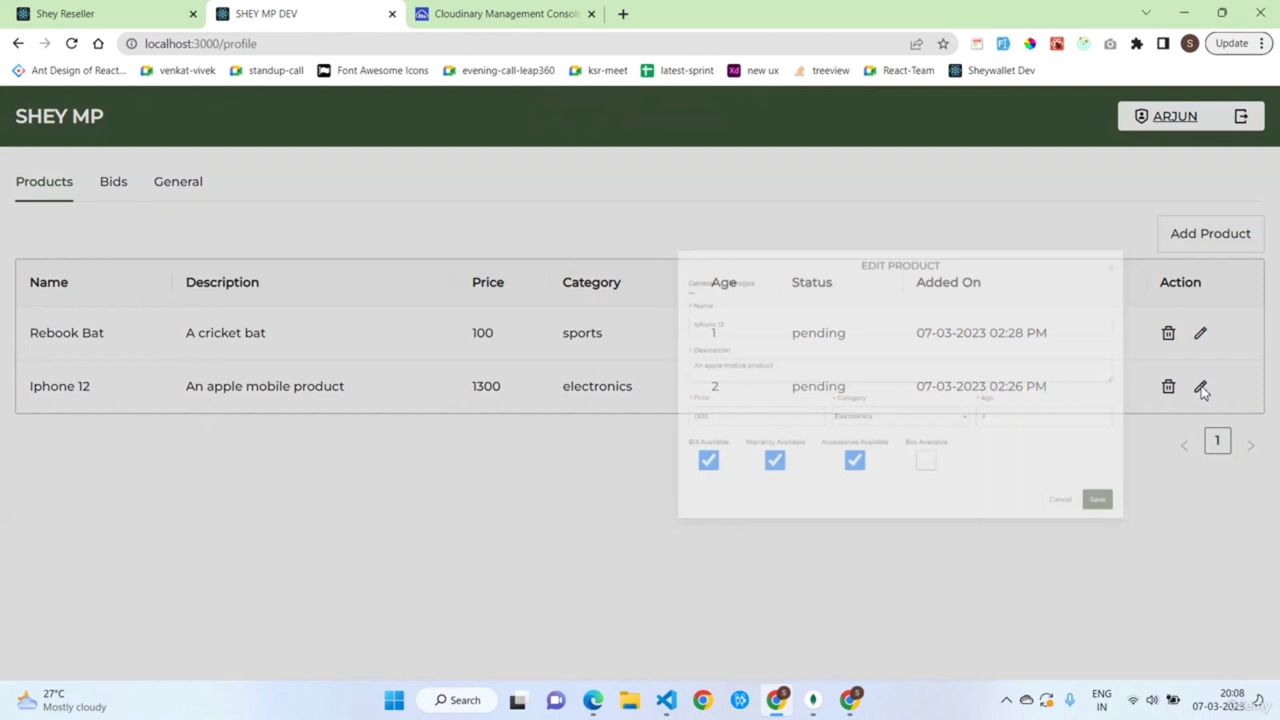 Shey Reseller
SHEY MP DEV
Cloudinary Management Console
localhost:3000/profile
S
Update
Ant Design of React...
venkat-vivek
standup-call
Font Awesome Icons
evening-call-leap360
ksr-meet
latest-sprint
Xd new ux
treeview
React-Team
Sheywallet Dev
SHEY MP
ARJUN
Products
Bids
General
Add Product
Name
Description
Price
Category
Age
Status
Added On
Action
Rebook Bat
A cricket bat
100
sports
1
pending
07-03-2023 02:28 PM
Iphone 12
An apple mobile product
1300
electronics
2
pending
07-03-2023 02:26 PM
1
EDIT PRODUCT
General
* Name
Iphone 12
* Description
An apple mobile product
* Price
* Category
* Age
1300
Electronics
2
Bill Available
Warranty Available
Accessories Available
Box Available
Cancel
Save
27°C
Mostly cloudy
Search
ENG
IN
20:08
07-03-2023